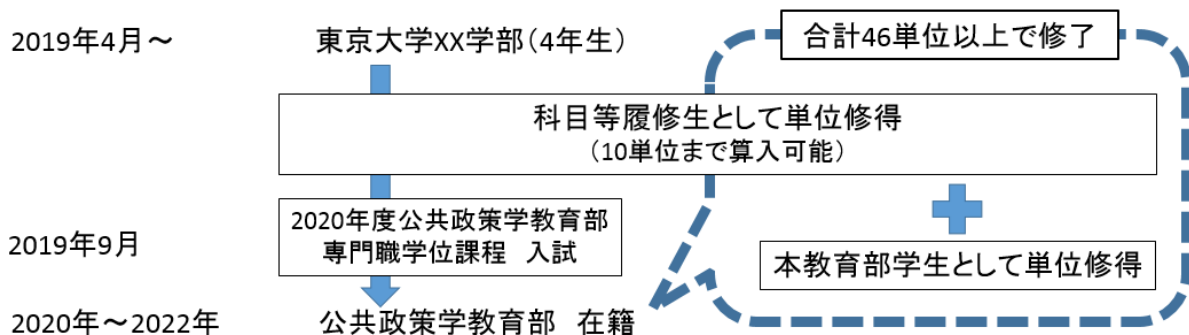 2019年4月～ 東京大学XX学部（4年生） 合計46単位以上で修了
科目等履修生として単位修得
（10単位まで算入可能）
2020年度公共政策学教育部
専門職学位課程 入試
2019年9月
本教育部学生として単位修得
2020年～2022年 公共政策学教育部 在籍